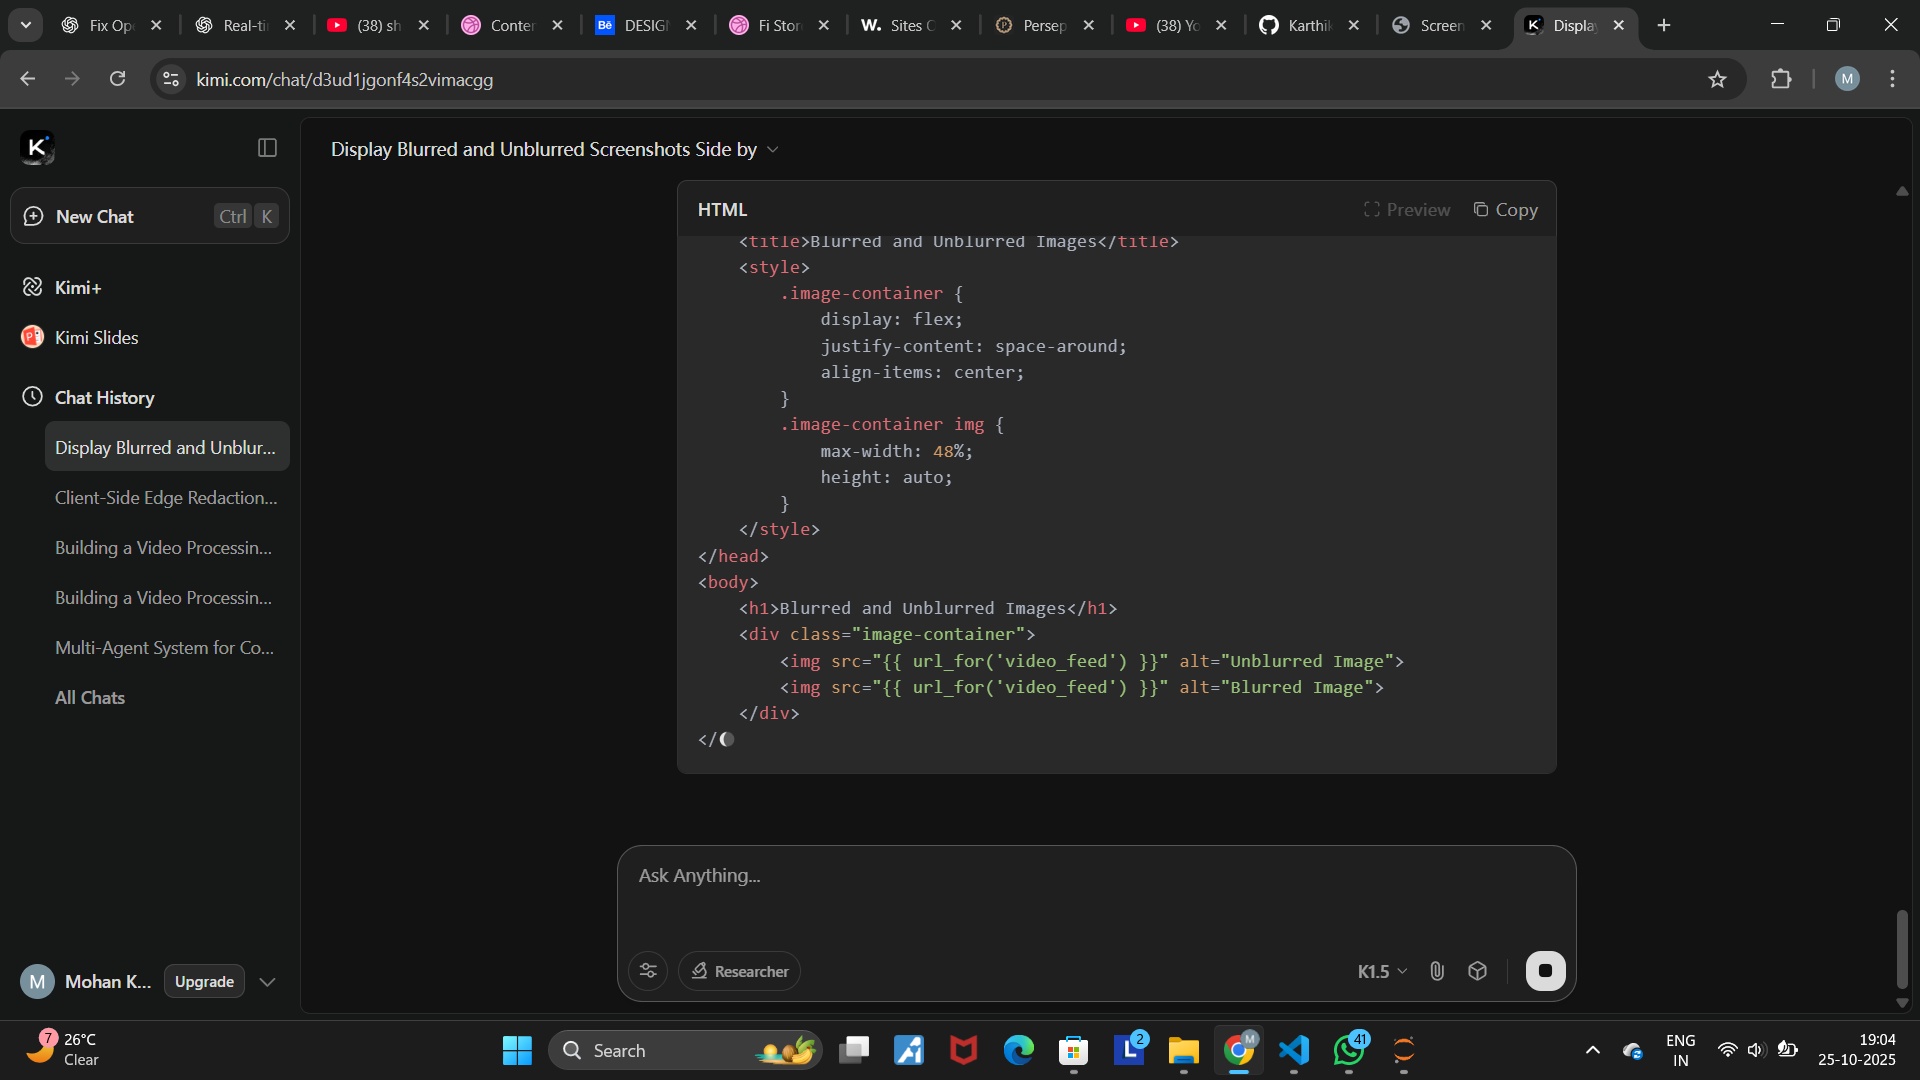 Fix Op
Real-ti
(38) sh
Conter
Bē
DESIG
Fi Stor
W.
Sites
Persep
(38) Yo
Karthik
Screen
Displa
kimi.com/chat/d3ud1jgonf4s2vimacgg
M
K
New Chat
Ctrl K
Kimi+
Kimi Slides
Chat History
Display Blurred and Unblur...
Client-Side Edge Redaction...
Building a Video Processin...
Building a Video Processin...
Multi-Agent System for Co...
All Chats
M
Mohan K...
Upgrade
Display Blurred and Unblurred Screenshots Side by
HTML
Preview
Copy
<title>Blurred and Unblurred Images</title>
<style>
.image-container {
display: flex;
justify-content: space-around;
align-items: center;
}
.image-container img {
max-width: 48%;
height: auto;
}
</style>
</head>
<body>
<h1>Blurred and Unblurred Images</h1>
<div class="image-container">
<img src="{{ url_for('video_feed') }}" alt="Unblurred Image">
<img src="{{ url_for('video_feed') }}" alt="Blurred Image">
</div>
</
Ask Anything...
Researcher
K1.5
7
26°C
Clear
Search
L
2
M
41
ENG
IN
19:04
25-10-2025